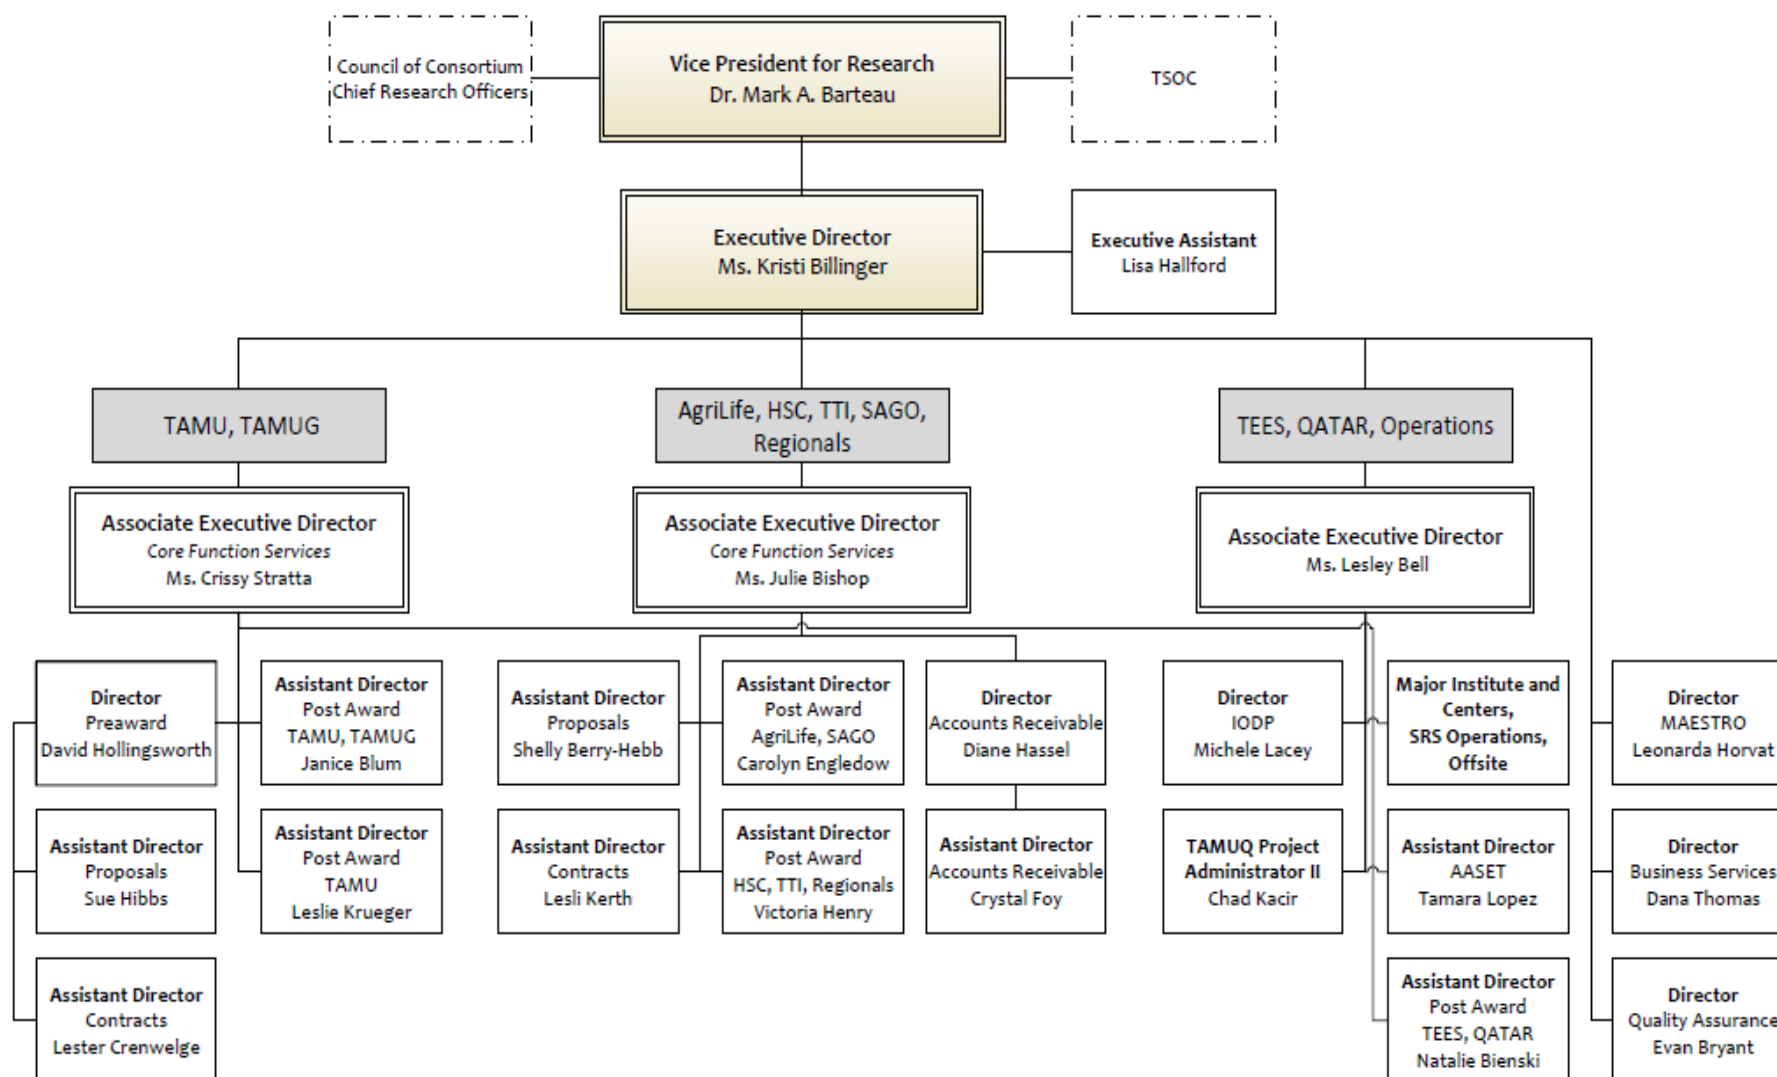 Council of Consortium
Chief Research Officers
Vice President for Research
Dr. Mark A. Barteau
TSOC
Executive Director
Ms. Kristi Billinger
Executive Assistant
Lisa Hallford
TAMU, TAMUG
AgriLife, HSC, TTI, SAGO,
Regionals
TEES, QATAR, Operations
Associate Executive Director
Core Function Services
Ms. Crissy Stratta
Associate Executive Director
Core Function Services
Ms. Julie Bishop
Associate Executive Director
Ms. Lesley Bell
Director
Preaward
David Hollingsworth
Assistant Director
Post Award
TAMU, TAMUG
Janice Blum
Assistant Director
Proposals
Shelly Berry-Hebb
Assistant Director
Post Award
AgriLife, SAGO
Carolyn Engledow
Director
Accounts Receivable
Diane Hassel
Director
IODP
Michele Lacey
Major Institute and
Centers,
SRS Operations,
Offsite
Director
MAESTRO
Leonarda Horvat
Assistant Director
Proposals
Sue Hibbs
Assistant Director
Post Award
TAMU
Leslie Krueger
Assistant Director
Contracts
Lesli Kerth
Assistant Director
Post Award
HSC, TTI, Regionals
Victoria Henry
Assistant Director
Accounts Receivable
Crystal Foy
TAMUQ Project
Administrator II
Chad Kacir
Assistant Director
AASET
Tamara Lopez
Director
Business Services
Dana Thomas
Assistant Director
Contracts
Lester Crenwelge
Assistant Director
Post Award
TEES, QATAR
Natalie Bienski
Director
Quality Assurance
Evan Bryant